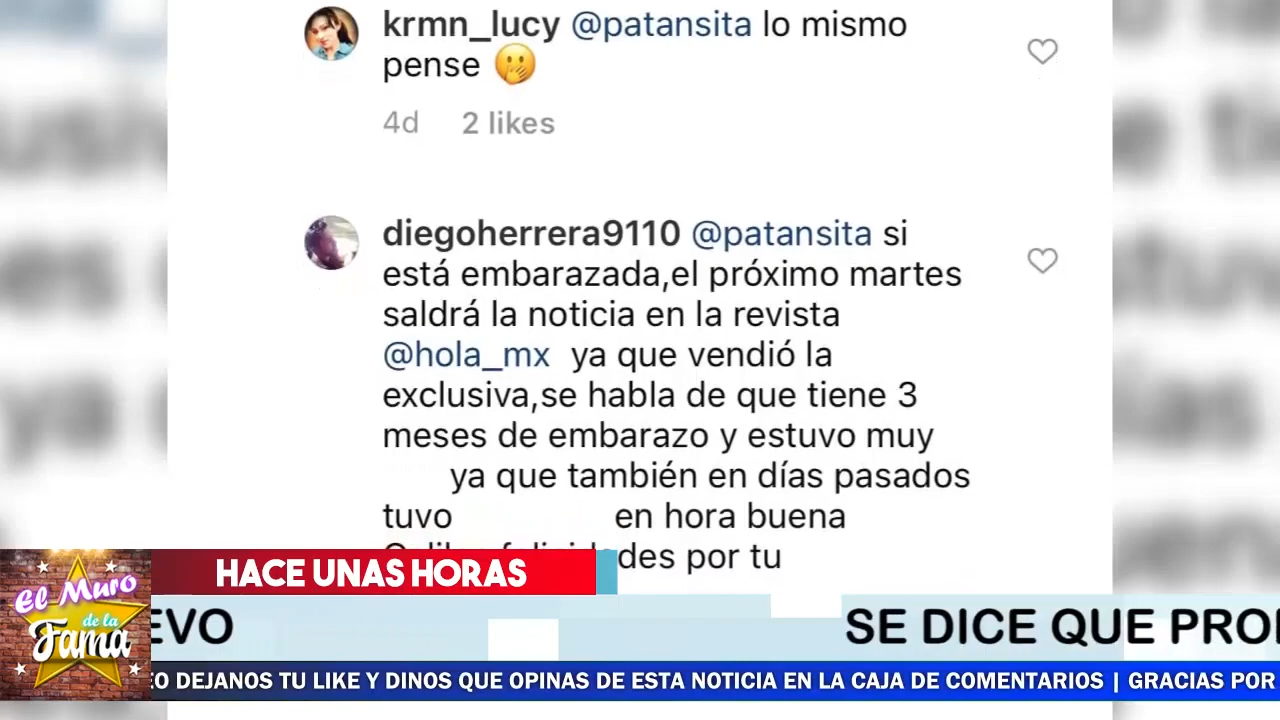 krmn_lucy @patansita lo mismo
pense
4d 2 likes
diegoherrera9110 @patansita si
está embarazada,el próximo martes
saldrá la noticia en la revista
@hola_mx ya que vendió la
exclusiva,se habla de que tiene 3
meses de embarazo y estuvo muy
ya que también en días pasados
tuvo en hora buena
por tu
HACE UNAS HORAS
El Muro
de la
Fama
EVO SE DICE QUE
DEJANOS TU LIKE Y DINOS QUE OPINAS DE ESTA NOTICIA EN LA CAJA DE COMENTARIOS | GRACIAS POR